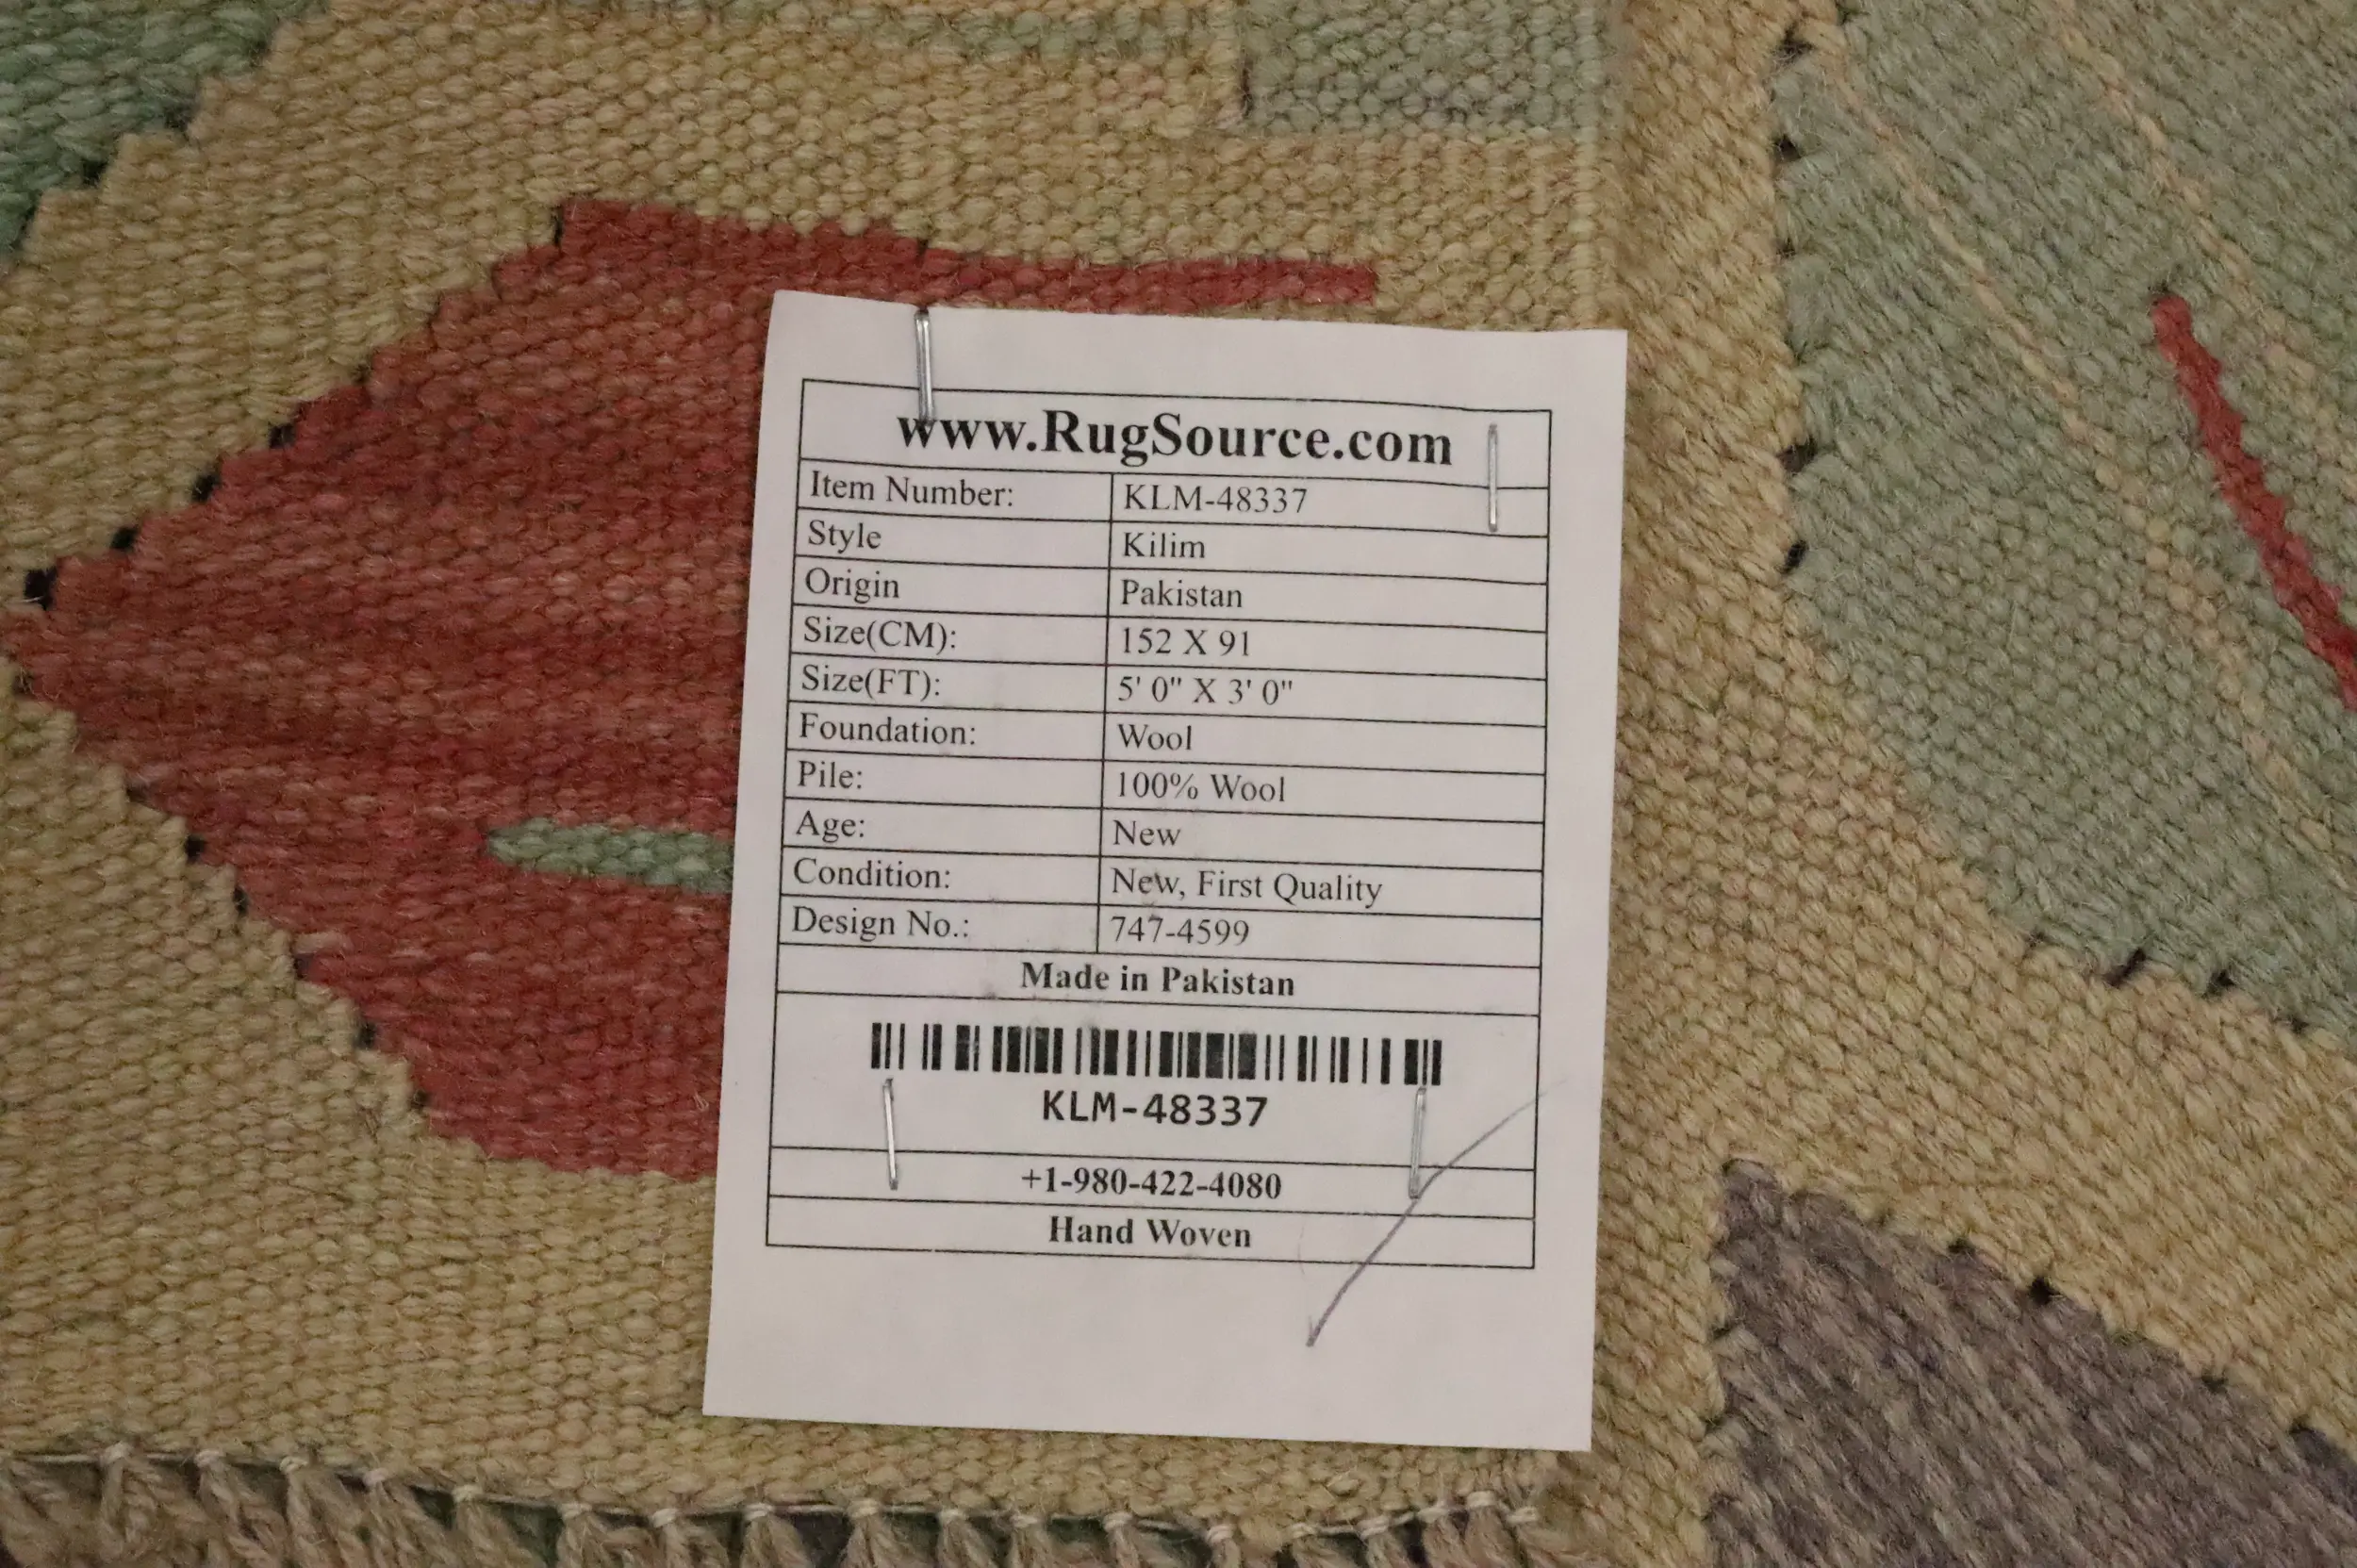 www.RugSource.com
Item Number: KLM-48337
Style Kilim
Origin Pakistan
Size(CM): 152 X 91
Size(FT): 5' 0" X 3' 0"
Foundation: Wool
Pile: 100% Wool
Age: New
Condition: New, First Quality
Design No.: 747-4599
Made in Pakistan
KLM-48337
+1-980-422-4080
Hand Woven